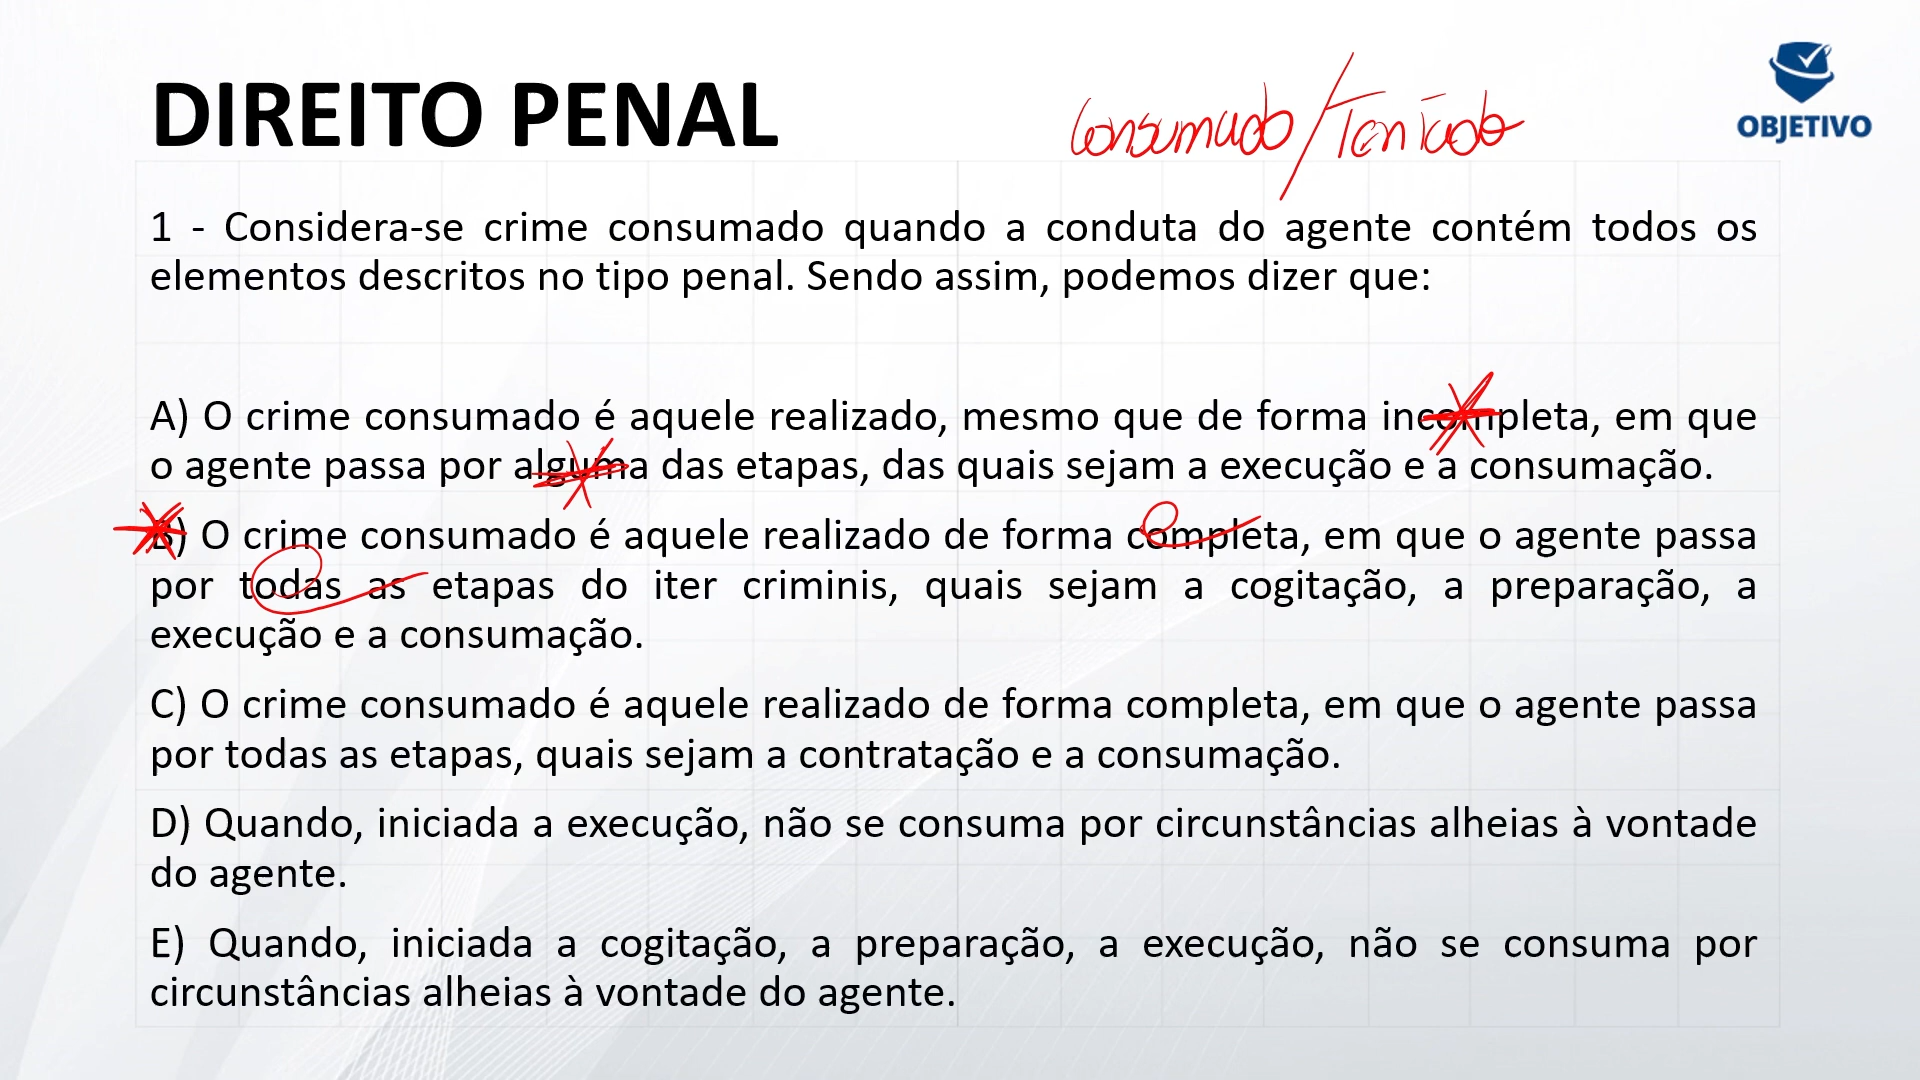 DIREITO PENAL
Consumado/Tentado
OBJETIVO
1 - Considera-se crime consumado quando a conduta do agente contém todos os
elementos descritos no tipo penal. Sendo assim, podemos dizer que:
A) O crime consumado é aquele realizado, mesmo que de forma incompleta, em que
o agente passa por alguma das etapas, das quais sejam a execução e a consumação.
B) O crime consumado é aquele realizado de forma completa, em que o agente passa
por todas as etapas do iter criminis, quais sejam a cogitação, a preparação, a
execução e a consumação.
C) O crime consumado é aquele realizado de forma completa, em que o agente passa
por todas as etapas, quais sejam a contratação e a consumação.
D) Quando, iniciada a execução, não se consuma por circunstâncias alheias à vontade
do agente.
E) Quando, iniciada a cogitação, a preparação, a execução, não se consuma por
circunstâncias alheias à vontade do agente.